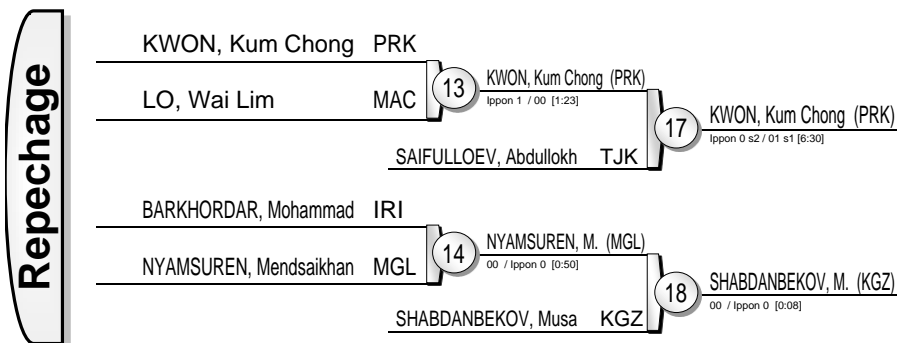 Repechage
KWON, Kum Chong PRK
LO, Wai Lim MAC
13
KWON, Kum Chong (PRK)
Ippon 1 / 00 [1:23]
SAIFULLOEV, Abdullokh TJK
17
KWON, Kum Chong (PRK)
Ippon 0 s2 / 01 s1 [6:30]
BARKHORDAR, Mohammad IRI
NYAMSUREN, Mendsaikhan MGL
14
NYAMSUREN, M. (MGL)
00 / Ippon 0 [0:50]
SHABDANBEKOV, Musa KGZ
18
SHABDANBEKOV, M. (KGZ)
00 / Ippon 0 [0:08]